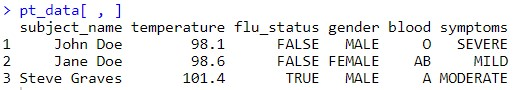 > pt_data[ , ]
  subject_name temperature flu_status gender blood symptoms
1     John Doe        98.1      FALSE   MALE     O   SEVERE
2     Jane Doe        98.6      FALSE FEMALE    AB     MILD
3 Steve Graves       101.4       TRUE   MALE     A MODERATE